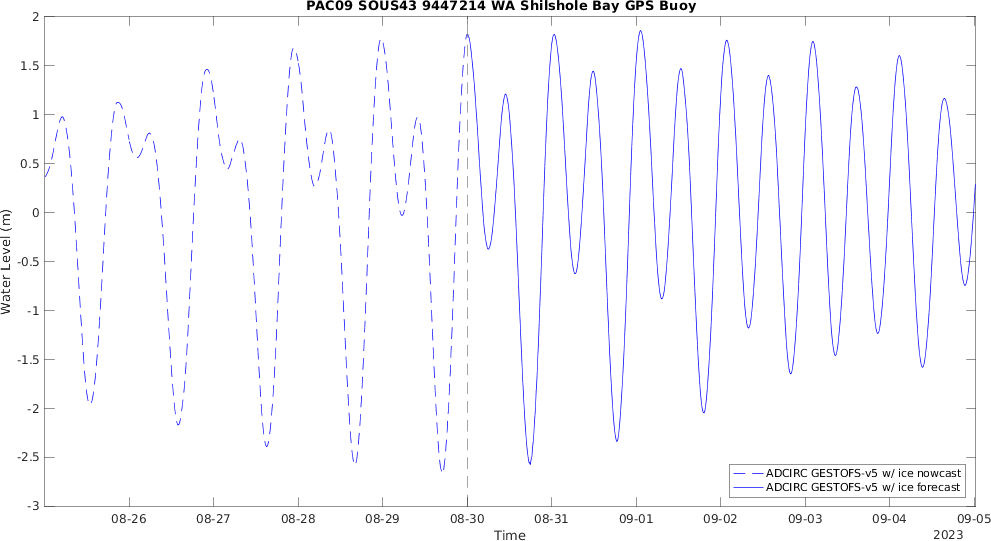 PAC09 SOUS43 9447214 WA Shilshole Bay GPS Buoy
2
1.5
1
0.5
0
-0.5
-1
-1.5
-2
-2.5
-3
Water Level (m)
ADCIRC GESTOFS-v5 w/ ice nowcast
ADCIRC GESTOFS-v5 w/ ice forecast
08-26 08-27 08-28 08-29 08-30 08-31 09-01 09-02 09-03 09-04 09-05
Time
2023